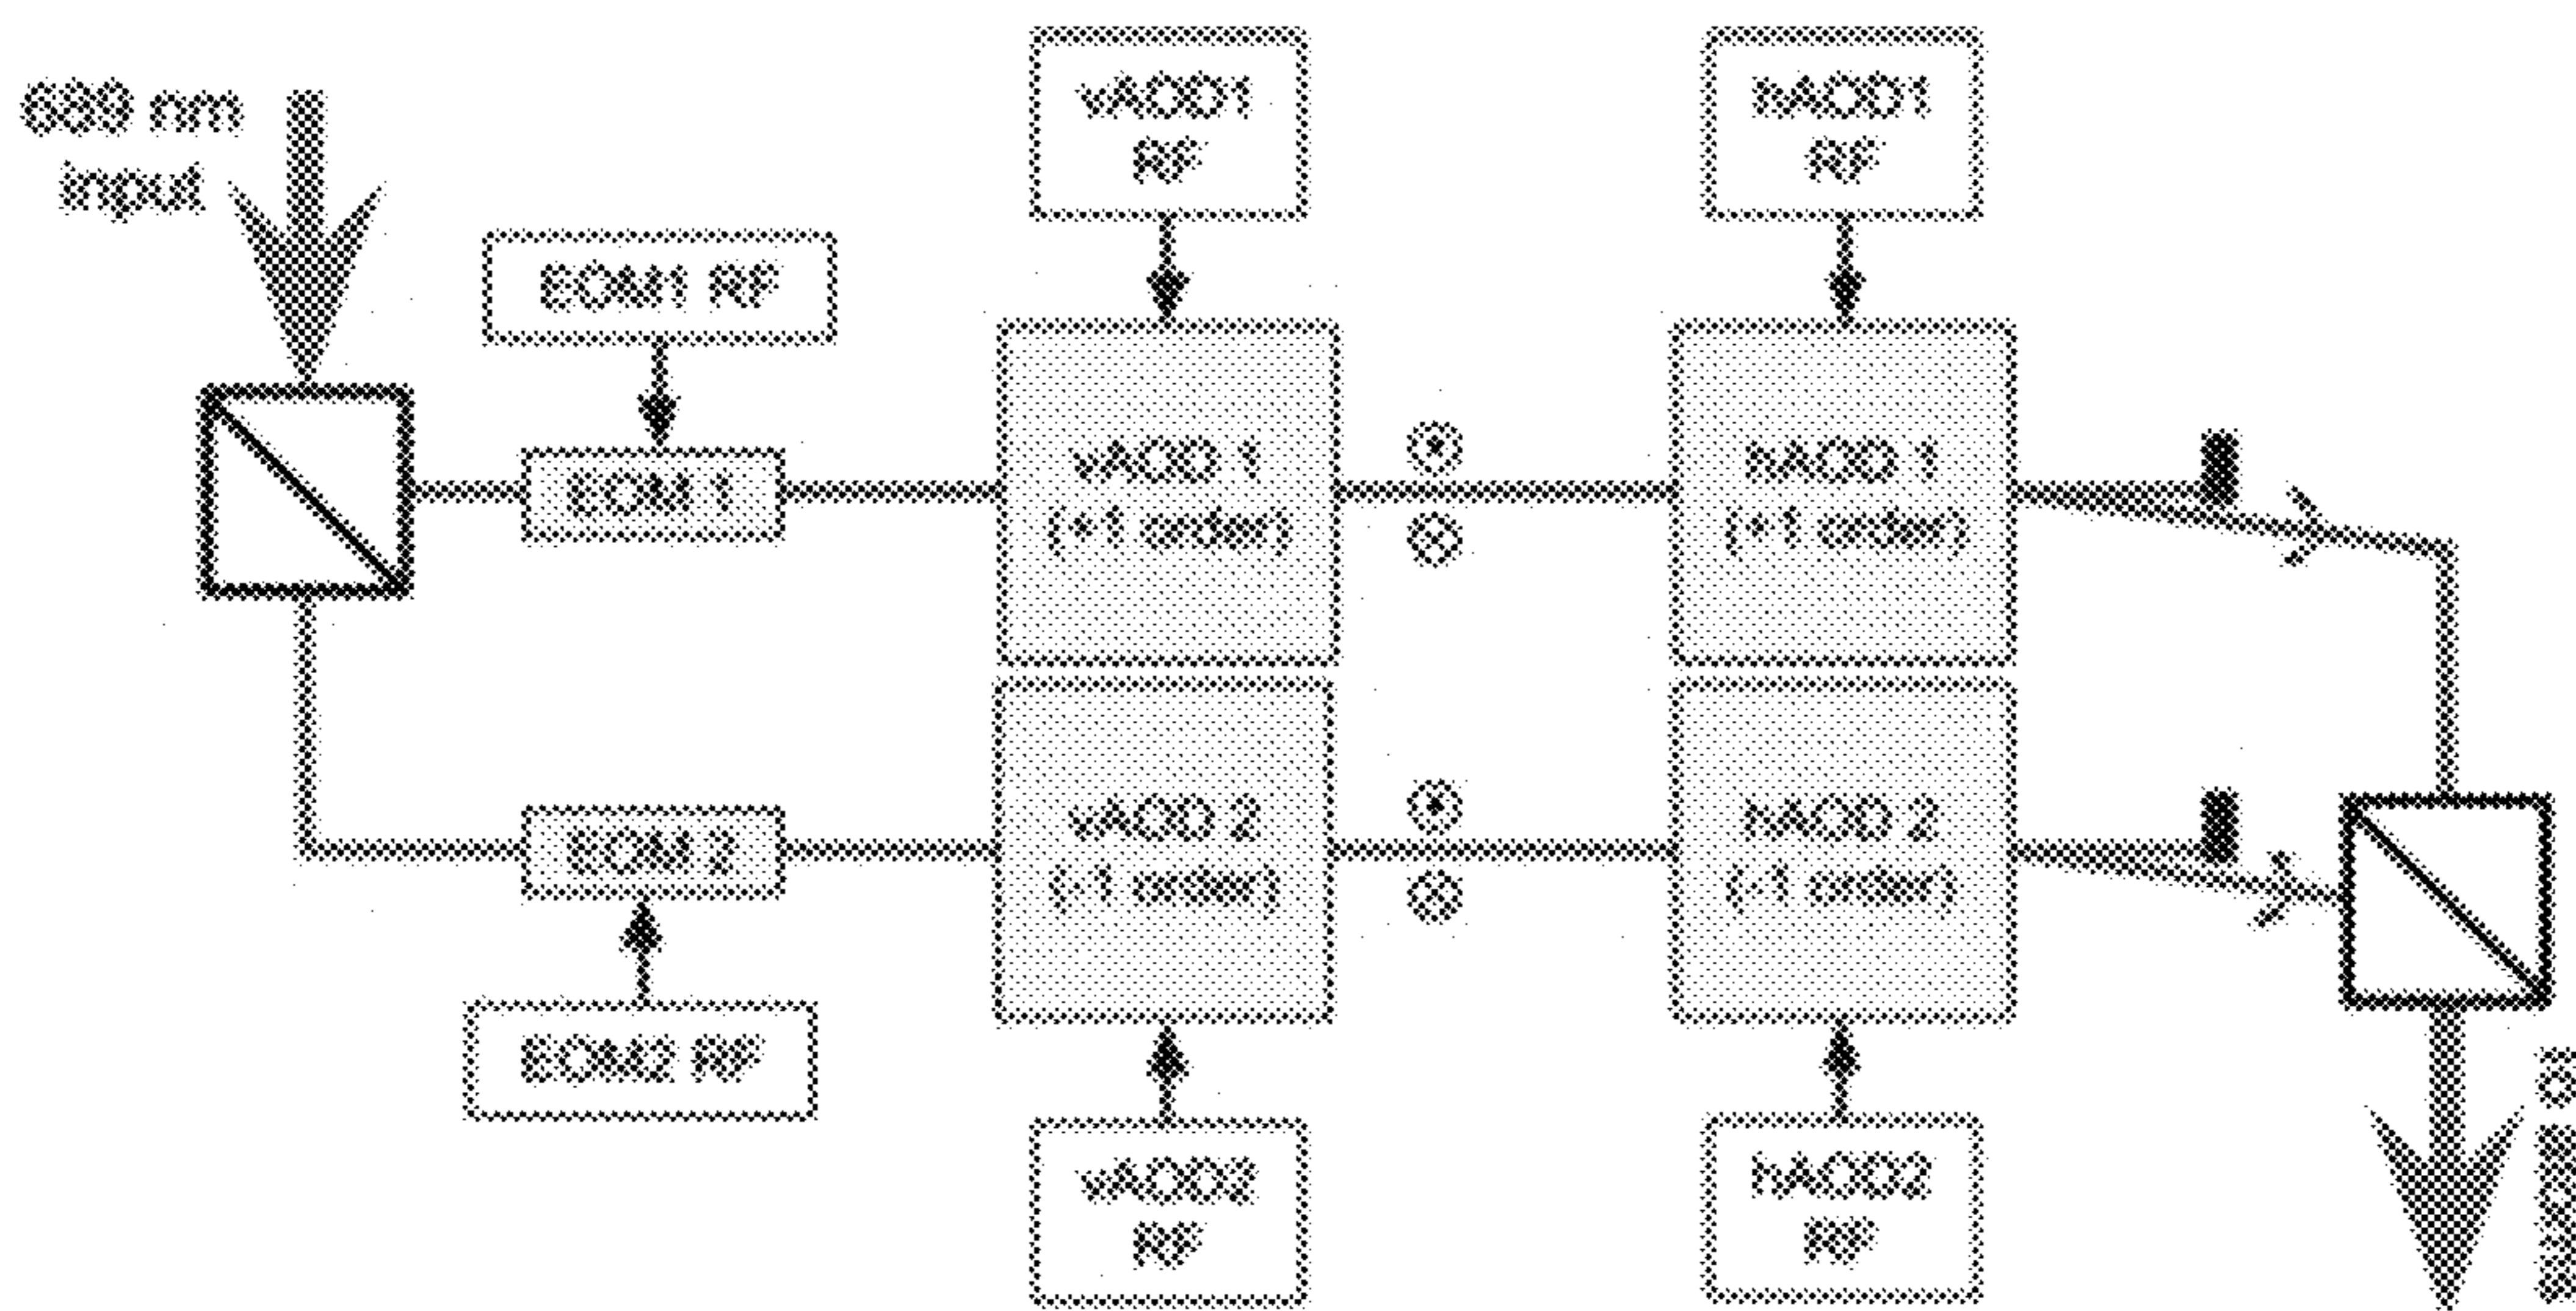 689 nm
input
vAOD1
RF
hAOD1
RF
EOM1 RF
EOM 1
vAOD 1
(+1 order)
hAOD 1
(+1 order)
EOM 2
vAOD 2
(-1 order)
hAOD 2
(-1 order)
EOM2 RF
vAOD2
RF
hAOD2
RF